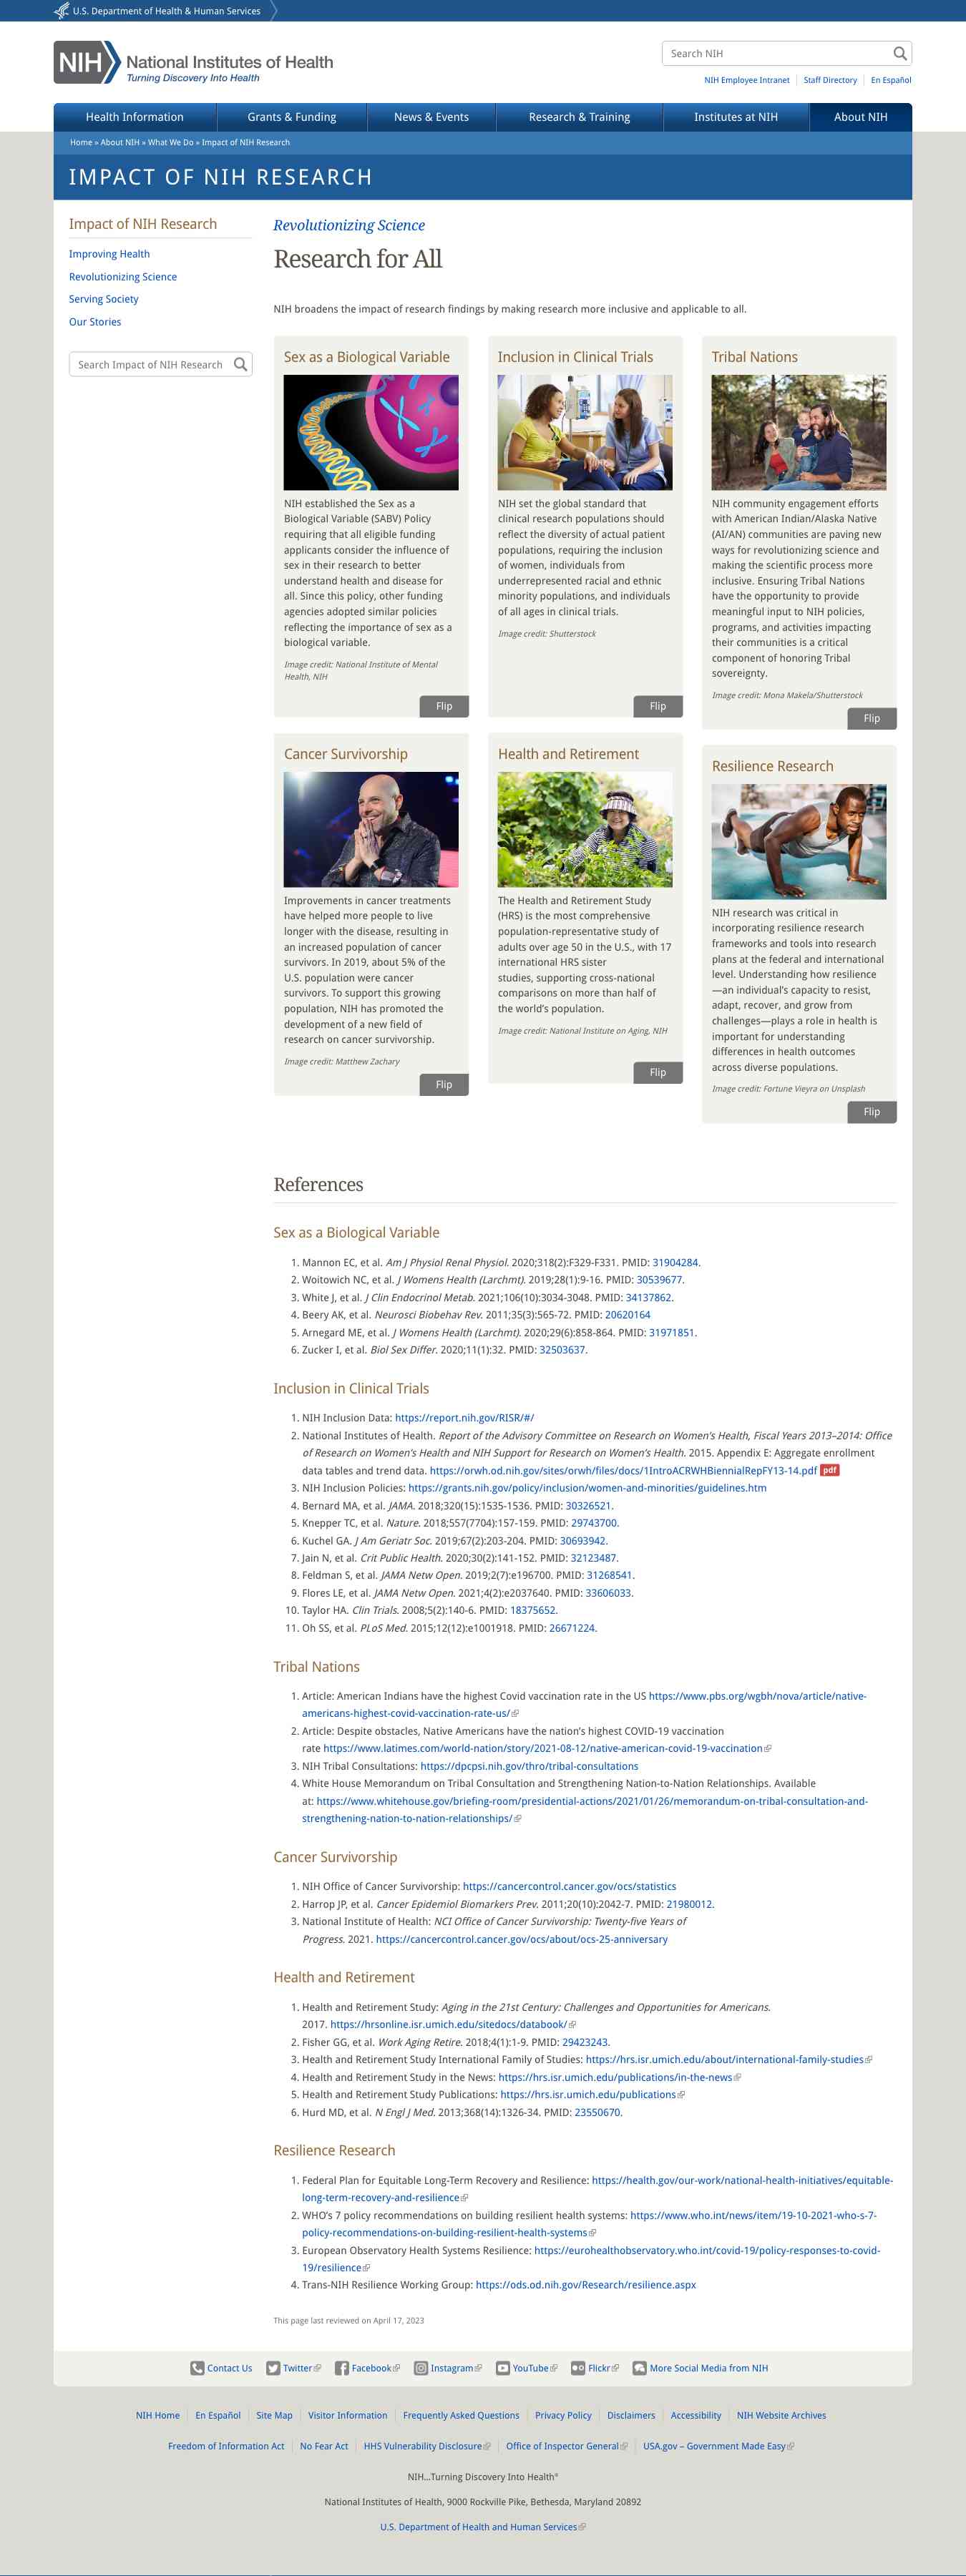 U.S. Department of Health & Human Services
NIH National Institutes of Health
Turning Discovery Into Health
Search NIH
NIH Employee Intranet
Staff Directory
En Español
Health Information
Grants & Funding
News & Events
Research & Training
Institutes at NIH
About NIH
Home » About NIH » What We Do » Impact of NIH Research
IMPACT OF NIH RESEARCH
Impact of NIH Research
Improving Health
Revolutionizing Science
Serving Society
Our Stories
Search Impact of NIH Research
Revolutionizing Science
Research for All
NIH broadens the impact of research findings by making research more inclusive and applicable to all.
Sex as a Biological Variable
NIH established the Sex as a
Biological Variable (SABV) Policy
requiring that all eligible funding
applicants consider the influence of
sex in their research to better
understand health and disease for
all. Since this policy, other funding
agencies adopted similar policies
reflecting the importance of sex as a
biological variable.
Image credit: National Institute of Mental
Health, NIH
Flip
Inclusion in Clinical Trials
NIH set the global standard that
clinical research populations should
reflect the diversity of actual patient
populations, requiring the inclusion
of women, individuals from
underrepresented racial and ethnic
minority populations, and individuals
of all ages in clinical trials.
Image credit: Shutterstock
Flip
Tribal Nations
NIH community engagement efforts
with American Indian/Alaska Native
(AI/AN) communities are paving new
ways for revolutionizing science and
making the scientific process more
inclusive. Ensuring Tribal Nations
have the opportunity to provide
meaningful input to NIH policies,
programs, and activities impacting
their communities is a critical
component of honoring Tribal
sovereignty.
Image credit: Mona Makela/Shutterstock
Flip
Cancer Survivorship
Improvements in cancer treatments
have helped more people to live
longer with the disease, resulting in
an increased population of cancer
survivors. In 2019, about 5% of the
U.S. population were cancer
survivors. To support this growing
population, NIH has promoted the
development of a new field of
research on cancer survivorship.
Image credit: Matthew Zachary
Flip
Health and Retirement
The Health and Retirement Study
(HRS) is the most comprehensive
population-representative study of
adults over age 50 in the U.S., with 17
international HRS sister
studies, supporting cross-national
comparisons on more than half of
the world’s population.
Image credit: National Institute on Aging, NIH
Flip
Resilience Research
NIH research was critical in
incorporating resilience research
frameworks and tools into research
plans at the federal and international
level. Understanding how resilience
—an individual’s capacity to resist,
adapt, recover, and grow from
challenges—plays a role in health is
important for understanding
differences in health outcomes
across diverse populations.
Image credit: Fortune Vieyra on Unsplash
Flip
References
Sex as a Biological Variable
1. Mannon EC, et al. Am J Physiol Renal Physiol. 2020;318(2):F329-F331. PMID: 31904284.
2. Woitowich NC, et al. J Womens Health (Larchmt). 2019;28(1):9-16. PMID: 30539677.
3. White J, et al. J Clin Endocrinol Metab. 2021;106(10):3034-3048. PMID: 34137862.
4. Beery AK, et al. Neurosci Biobehav Rev. 2011;35(3):565-72. PMID: 20620164
5. Arnegard ME, et al. J Womens Health (Larchmt). 2020;29(6):858-864. PMID: 31971851.
6. Zucker I, et al. Biol Sex Differ. 2020;11(1):32. PMID: 32503637.
Inclusion in Clinical Trials
1. NIH Inclusion Data: https://report.nih.gov/RISR/#/
2. National Institutes of Health. Report of the Advisory Committee on Research on Women’s Health, Fiscal Years 2013–2014: Office
of Research on Women’s Health and NIH Support for Research on Women’s Health. 2015. Appendix E: Aggregate enrollment
data tables and trend data. https://orwh.od.nih.gov/sites/orwh/files/docs/1IntroACRWHBiennialRepFY13-14.pdf pdf
3. NIH Inclusion Policies: https://grants.nih.gov/policy/inclusion/women-and-minorities/guidelines.htm
4. Bernard MA, et al. JAMA. 2018;320(15):1535-1536. PMID: 30326521.
5. Knepper TC, et al. Nature. 2018;557(7704):157-159. PMID: 29743700.
6. Kuchel GA. J Am Geriatr Soc. 2019;67(2):203-204. PMID: 30693942.
7. Jain N, et al. Crit Public Health. 2020;30(2):141-152. PMID: 32123487.
8. Feldman S, et al. JAMA Netw Open. 2019;2(7):e196700. PMID: 31268541.
9. Flores LE, et al. JAMA Netw Open. 2021;4(2):e2037640. PMID: 33606033.
10. Taylor HA. Clin Trials. 2008;5(2):140-6. PMID: 18375652.
11. Oh SS, et al. PLoS Med. 2015;12(12):e1001918. PMID: 26671224.
Tribal Nations
1. Article: American Indians have the highest Covid vaccination rate in the US https://www.pbs.org/wgbh/nova/article/native-
americans-highest-covid-vaccination-rate-us/
2. Article: Despite obstacles, Native Americans have the nation’s highest COVID-19 vaccination
rate https://www.latimes.com/world-nation/story/2021-08-12/native-american-covid-19-vaccination
3. NIH Tribal Consultations: https://dpcpsi.nih.gov/thro/tribal-consultations
4. White House Memorandum on Tribal Consultation and Strengthening Nation-to-Nation Relationships. Available
at: https://www.whitehouse.gov/briefing-room/presidential-actions/2021/01/26/memorandum-on-tribal-consultation-and-
strengthening-nation-to-nation-relationships/
Cancer Survivorship
1. NIH Office of Cancer Survivorship: https://cancercontrol.cancer.gov/ocs/statistics
2. Harrop JP, et al. Cancer Epidemiol Biomarkers Prev. 2011;20(10):2042-7. PMID: 21980012.
3. National Institute of Health: NCI Office of Cancer Survivorship: Twenty-five Years of
Progress. 2021. https://cancercontrol.cancer.gov/ocs/about/ocs-25-anniversary
Health and Retirement
1. Health and Retirement Study: Aging in the 21st Century: Challenges and Opportunities for Americans.
2017. https://hrsonline.isr.umich.edu/sitedocs/databook/
2. Fisher GG, et al. Work Aging Retire. 2018;4(1):1-9. PMID: 29423243.
3. Health and Retirement Study International Family of Studies: https://hrs.isr.umich.edu/about/international-family-studies
4. Health and Retirement Study in the News: https://hrs.isr.umich.edu/publications/in-the-news
5. Health and Retirement Study Publications: https://hrs.isr.umich.edu/publications
6. Hurd MD, et al. N Engl J Med. 2013;368(14):1326-34. PMID: 23550670.
Resilience Research
1. Federal Plan for Equitable Long-Term Recovery and Resilience: https://health.gov/our-work/national-health-initiatives/equitable-
long-term-recovery-and-resilience
2. WHO’s 7 policy recommendations on building resilient health systems: https://www.who.int/news/item/19-10-2021-who-s-7-
policy-recommendations-on-building-resilient-health-systems
3. European Observatory Health Systems Resilience: https://eurohealthobservatory.who.int/covid-19/policy-responses-to-covid-
19/resilience
4. Trans-NIH Resilience Working Group: https://ods.od.nih.gov/Research/resilience.aspx
This page last reviewed on April 17, 2023
Contact Us
Twitter
Facebook
Instagram
YouTube
Flickr
More Social Media from NIH
NIH Home
En Español
Site Map
Visitor Information
Frequently Asked Questions
Privacy Policy
Disclaimers
Accessibility
NIH Website Archives
Freedom of Information Act
No Fear Act
HHS Vulnerability Disclosure
Office of Inspector General
USA.gov – Government Made Easy
NIH…Turning Discovery Into Health®
National Institutes of Health, 9000 Rockville Pike, Bethesda, Maryland 20892
U.S. Department of Health and Human Services